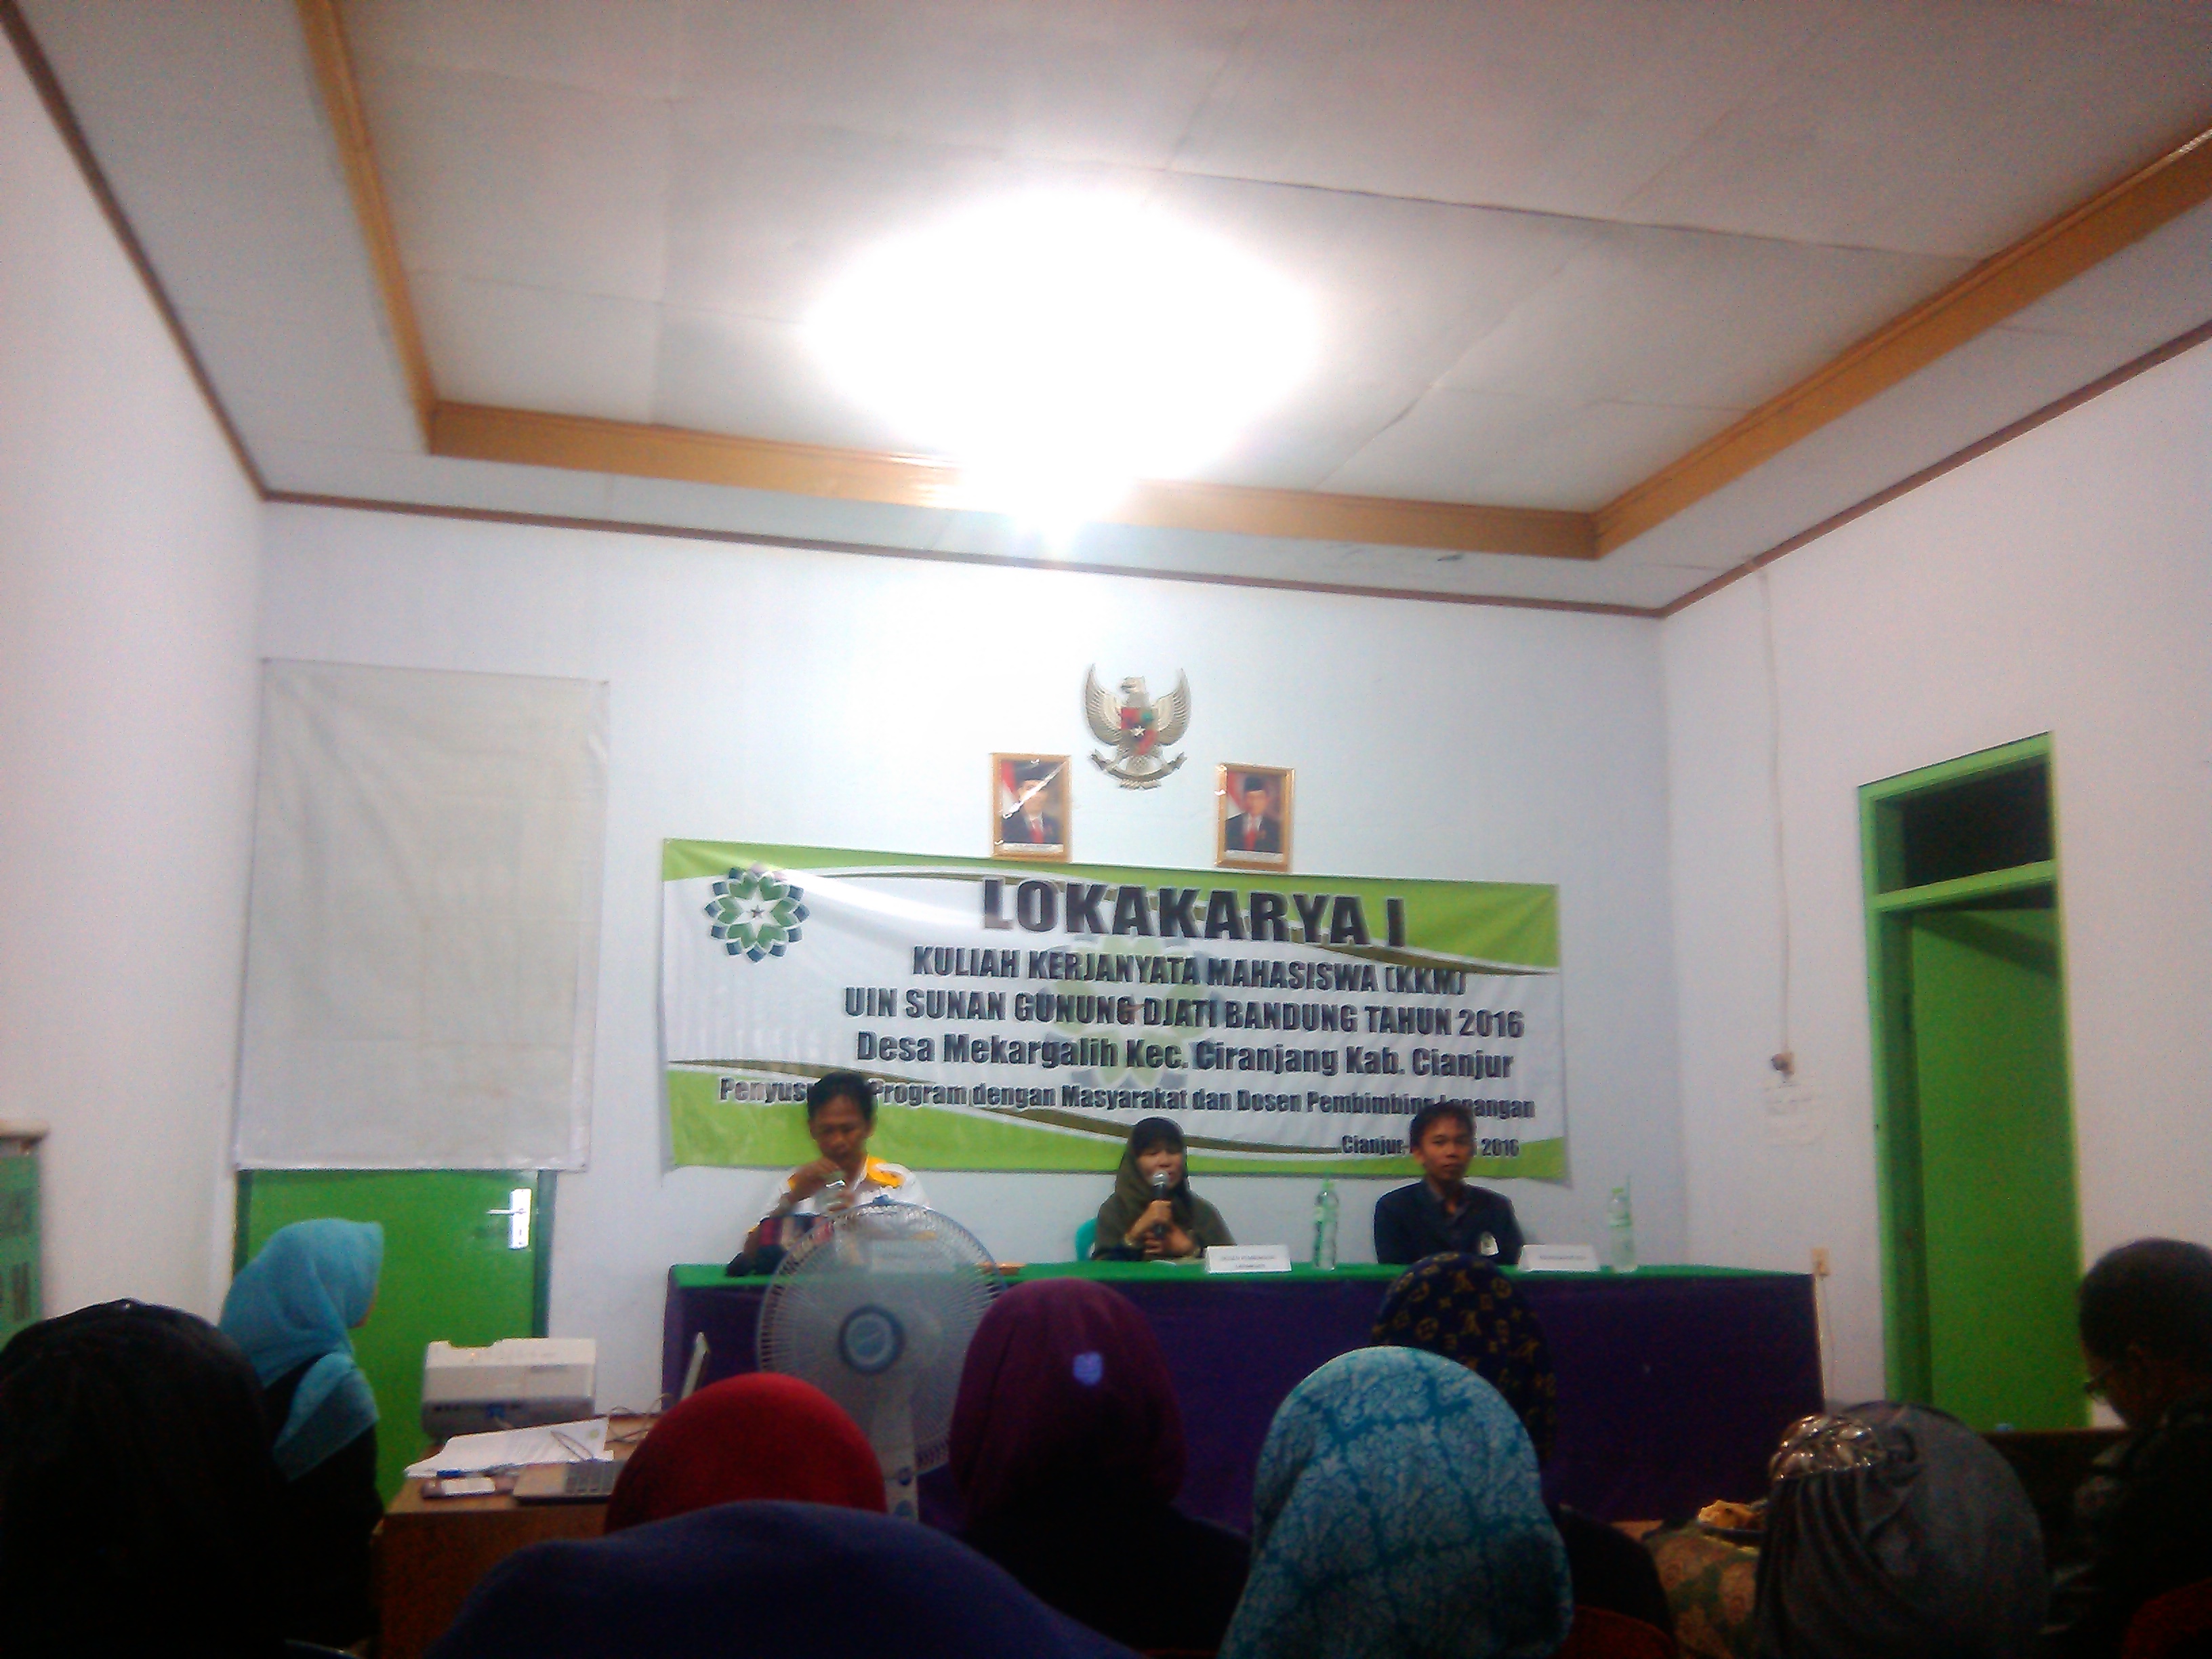 LOKAKARYA I
KULIAH KERJANYATA MAHASISWA (KKM)
UIN SUNAN GUNUNG DJATI BANDUNG TAHUN 2016
Desa Mekargalih Kec. Ciranjang Kab. Cianjur
Program dengan Masyarakat dan Dosen Pembimbing
Cianjur, 2016